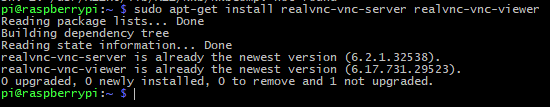 pi@raspberrypi:~ $ sudo apt-get install realvnc-vnc-server realvnc-vnc-viewer
Reading package lists... Done
Building dependency tree
Reading state information... Done
realvnc-vnc-server is already the newest version (6.2.1.32538).
realvnc-vnc-viewer is already the newest version (6.17.731.29523).
0 upgraded, 0 newly installed, 0 to remove and 1 not upgraded.
pi@raspberrypi:~ $